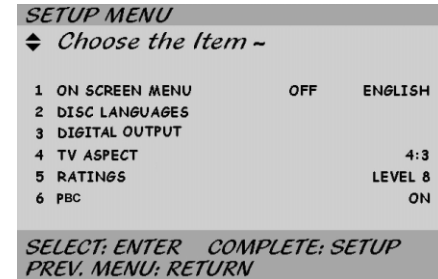 SETUP MENU
Choose the Item ~
1 ON SCREEN MENU OFF ENGLISH
2 DISC LANGUAGES
3 DIGITAL OUTPUT
4 TV ASPECT 4:3
5 RATINGS LEVEL 8
6 PBC ON
SELECT: ENTER COMPLETE: SETUP
PREV. MENU: RETURN